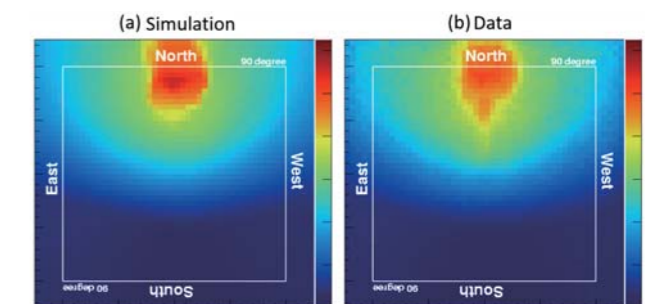 (a) Simulation
North
90 degree
East
West
90 degree
South
(b) Data
North
90 degree
East
West
90 degree
South